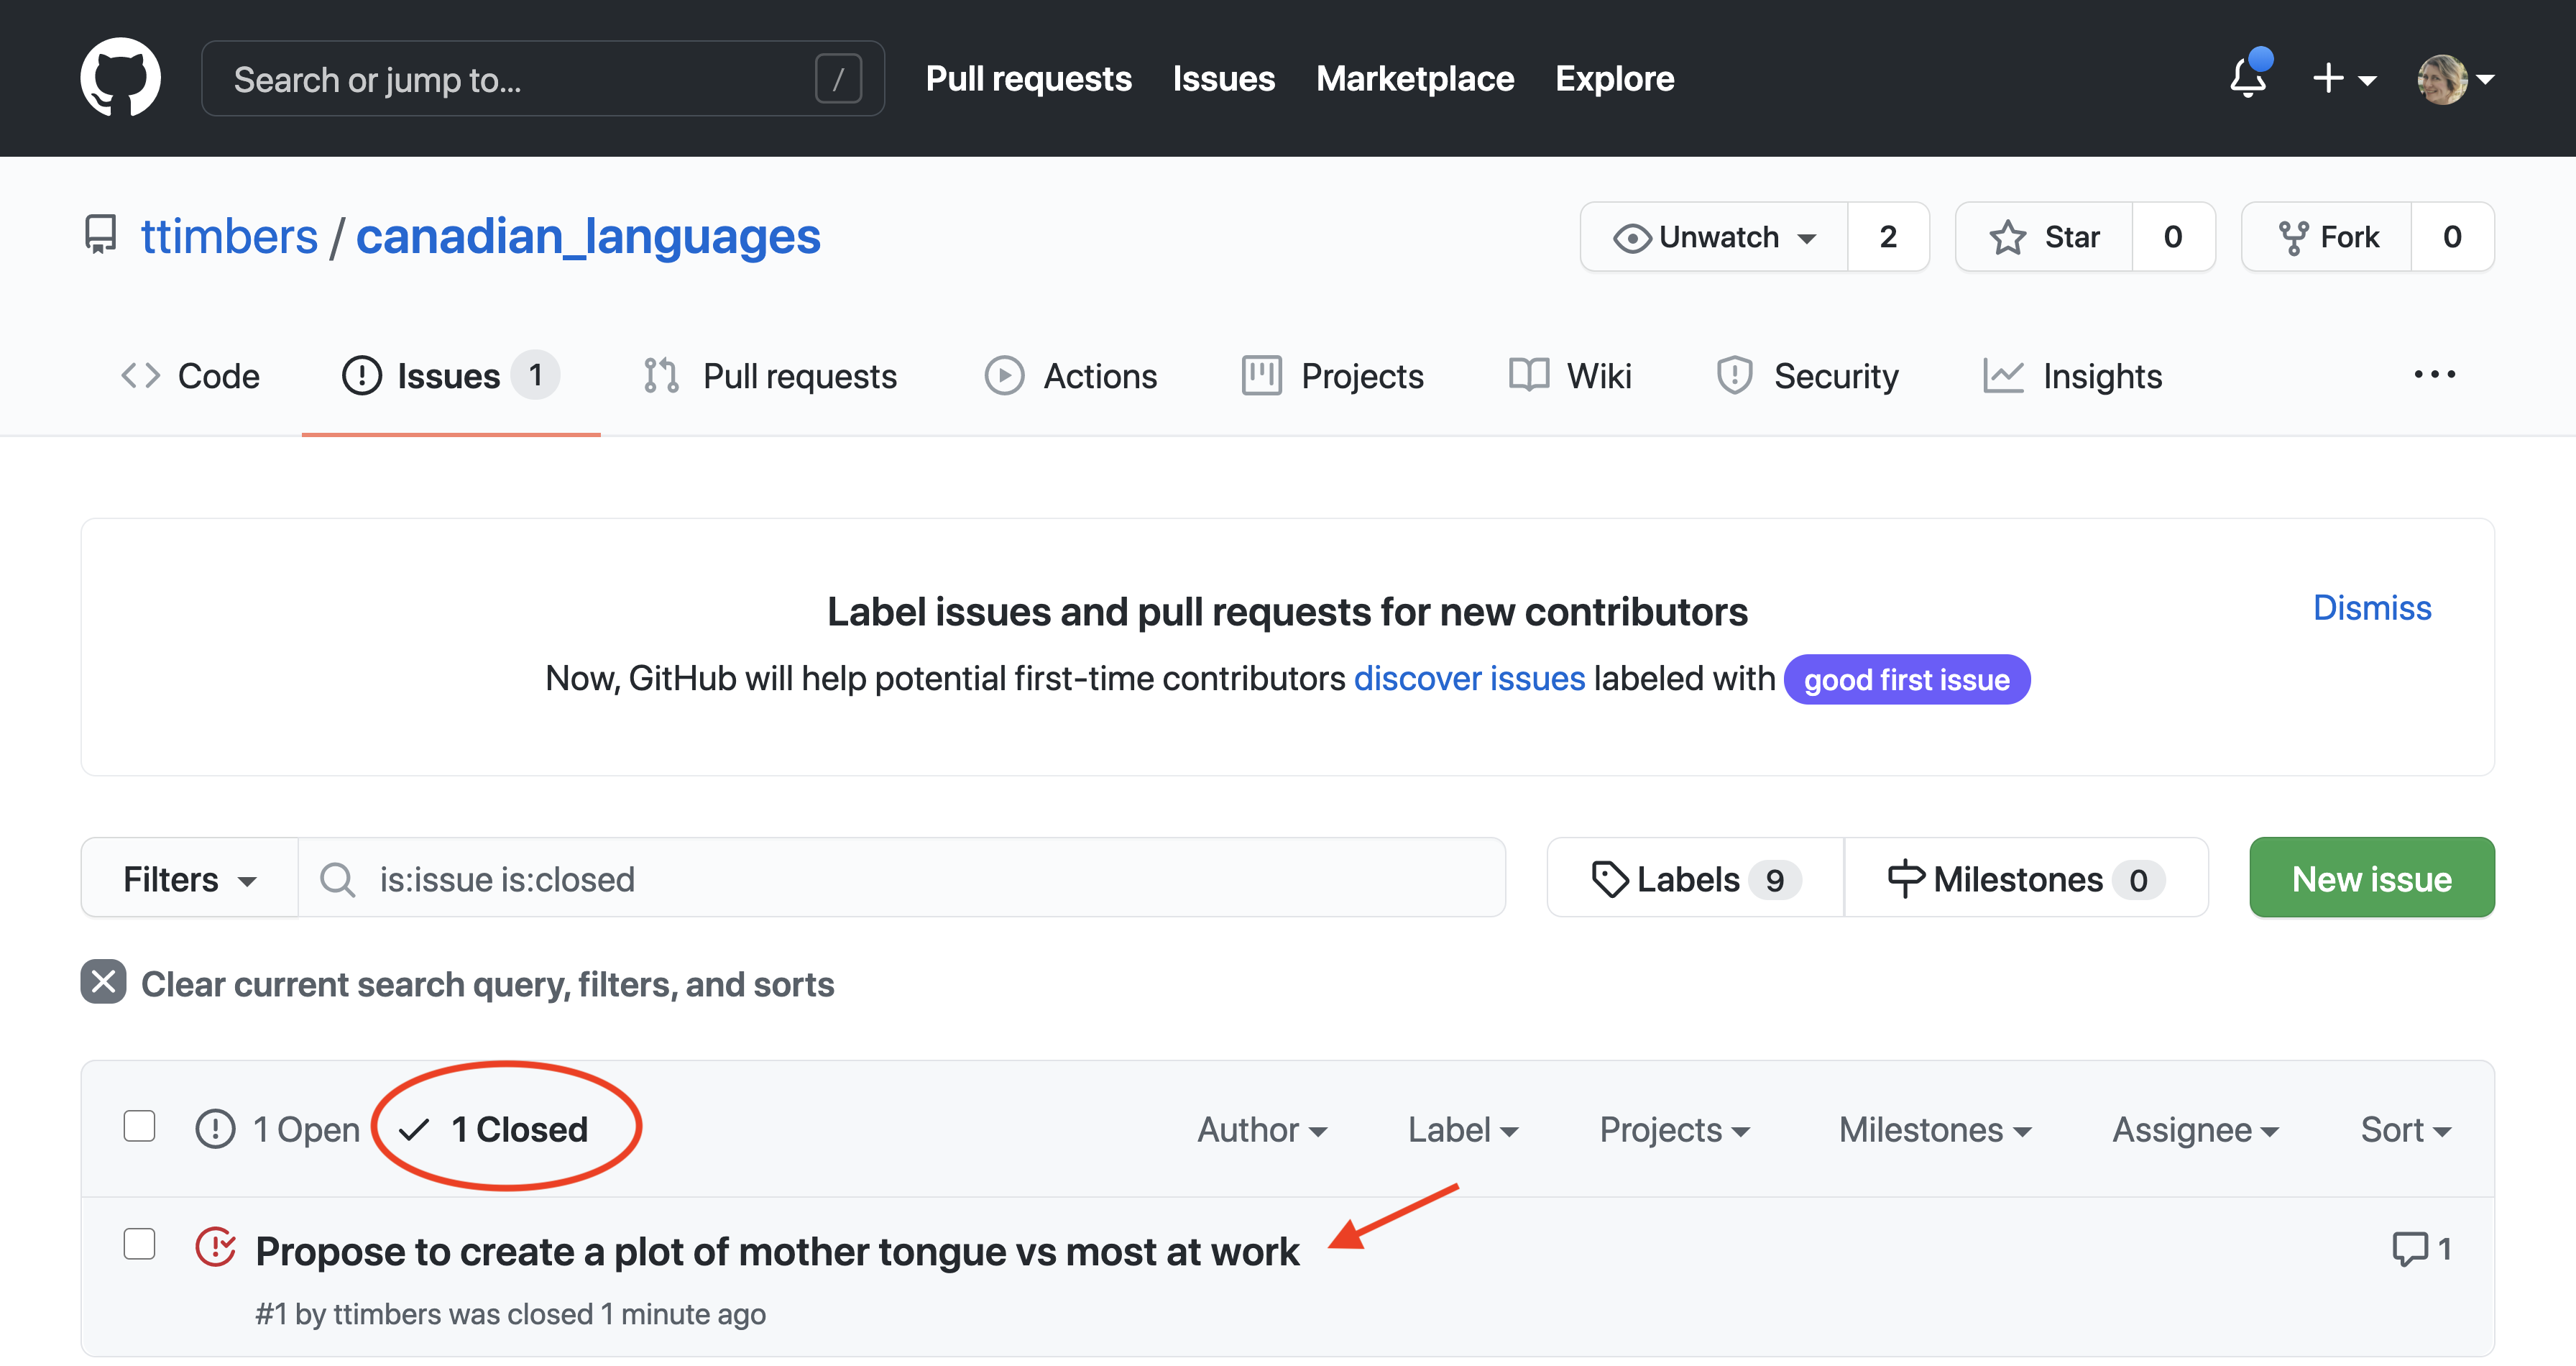 Search or jump to... / Pull requests Issues Marketplace Explore
ttimbers / canadian_languages Unwatch 2 Star 0 Fork 0
Code Issues 1 Pull requests Actions Projects Wiki Security Insights ...
Label issues and pull requests for new contributors Dismiss
Now, GitHub will help potential first-time contributors discover issues labeled with good first issue
Filters is:issue is:closed Labels 9 Milestones 0 New issue
Clear current search query, filters, and sorts
1 Open 1 Closed Author Label Projects Milestones Assignee Sort
Propose to create a plot of mother tongue vs most at work 1
#1 by ttimbers was closed 1 minute ago